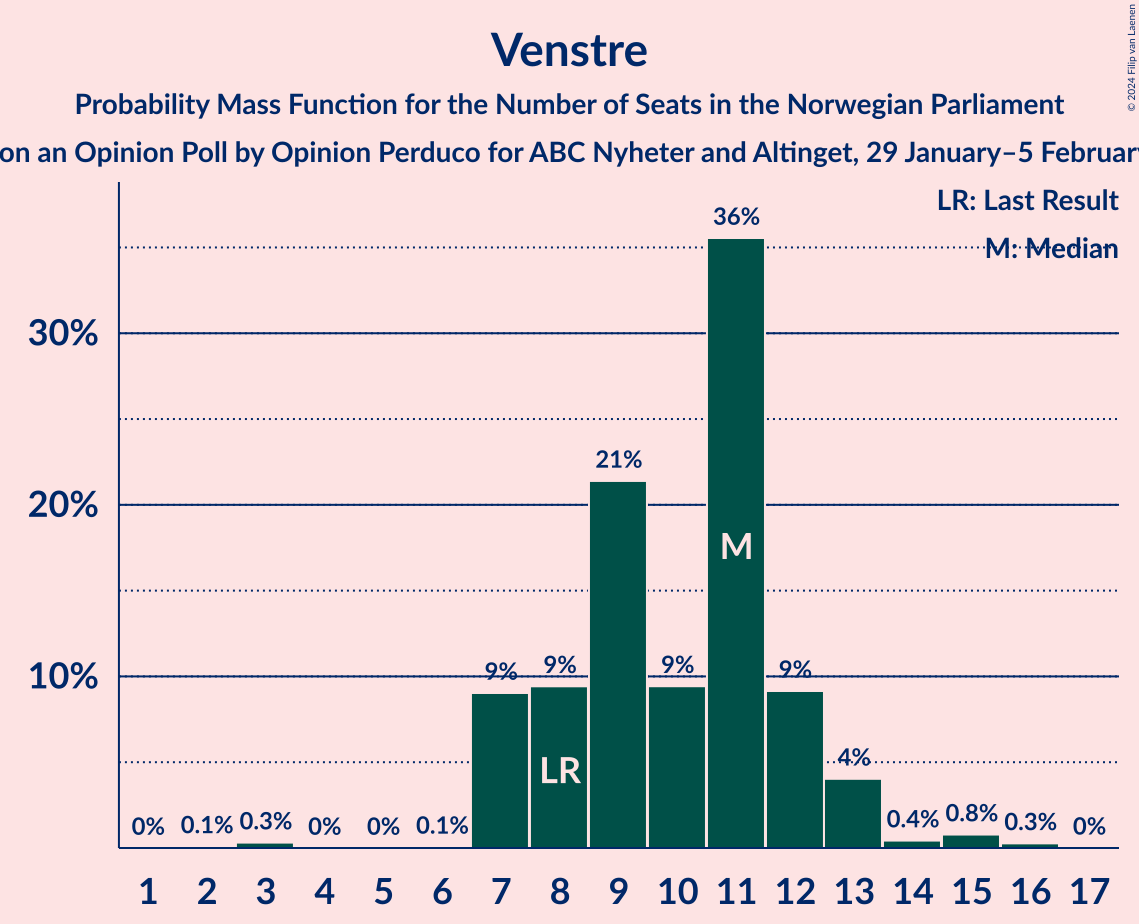 Venstre
Probability Mass Function for the Number of Seats in the Norwegian Parliament
on an Opinion Poll by Opinion Perduco for ABC Nyheter and Altinget, 29 January–5 February
© 2024 Filip van Laenen
LR: Last Result
M: Median
30%
20%
10%
0%
0.1%
0.3%
0%
0%
0.1%
9%
9%
21%
9%
36%
9%
4%
0.4%
0.8%
0.3%
0%
LR
M
1 2 3 4 5 6 7 8 9 10 11 12 13 14 15 16 17